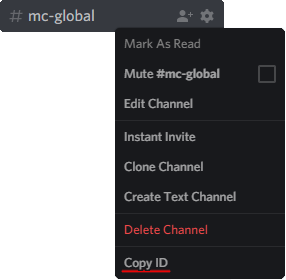 # mc-global
Mark As Read
Mute #mc-global
Edit Channel
Instant Invite
Clone Channel
Create Text Channel
Delete Channel
Copy ID